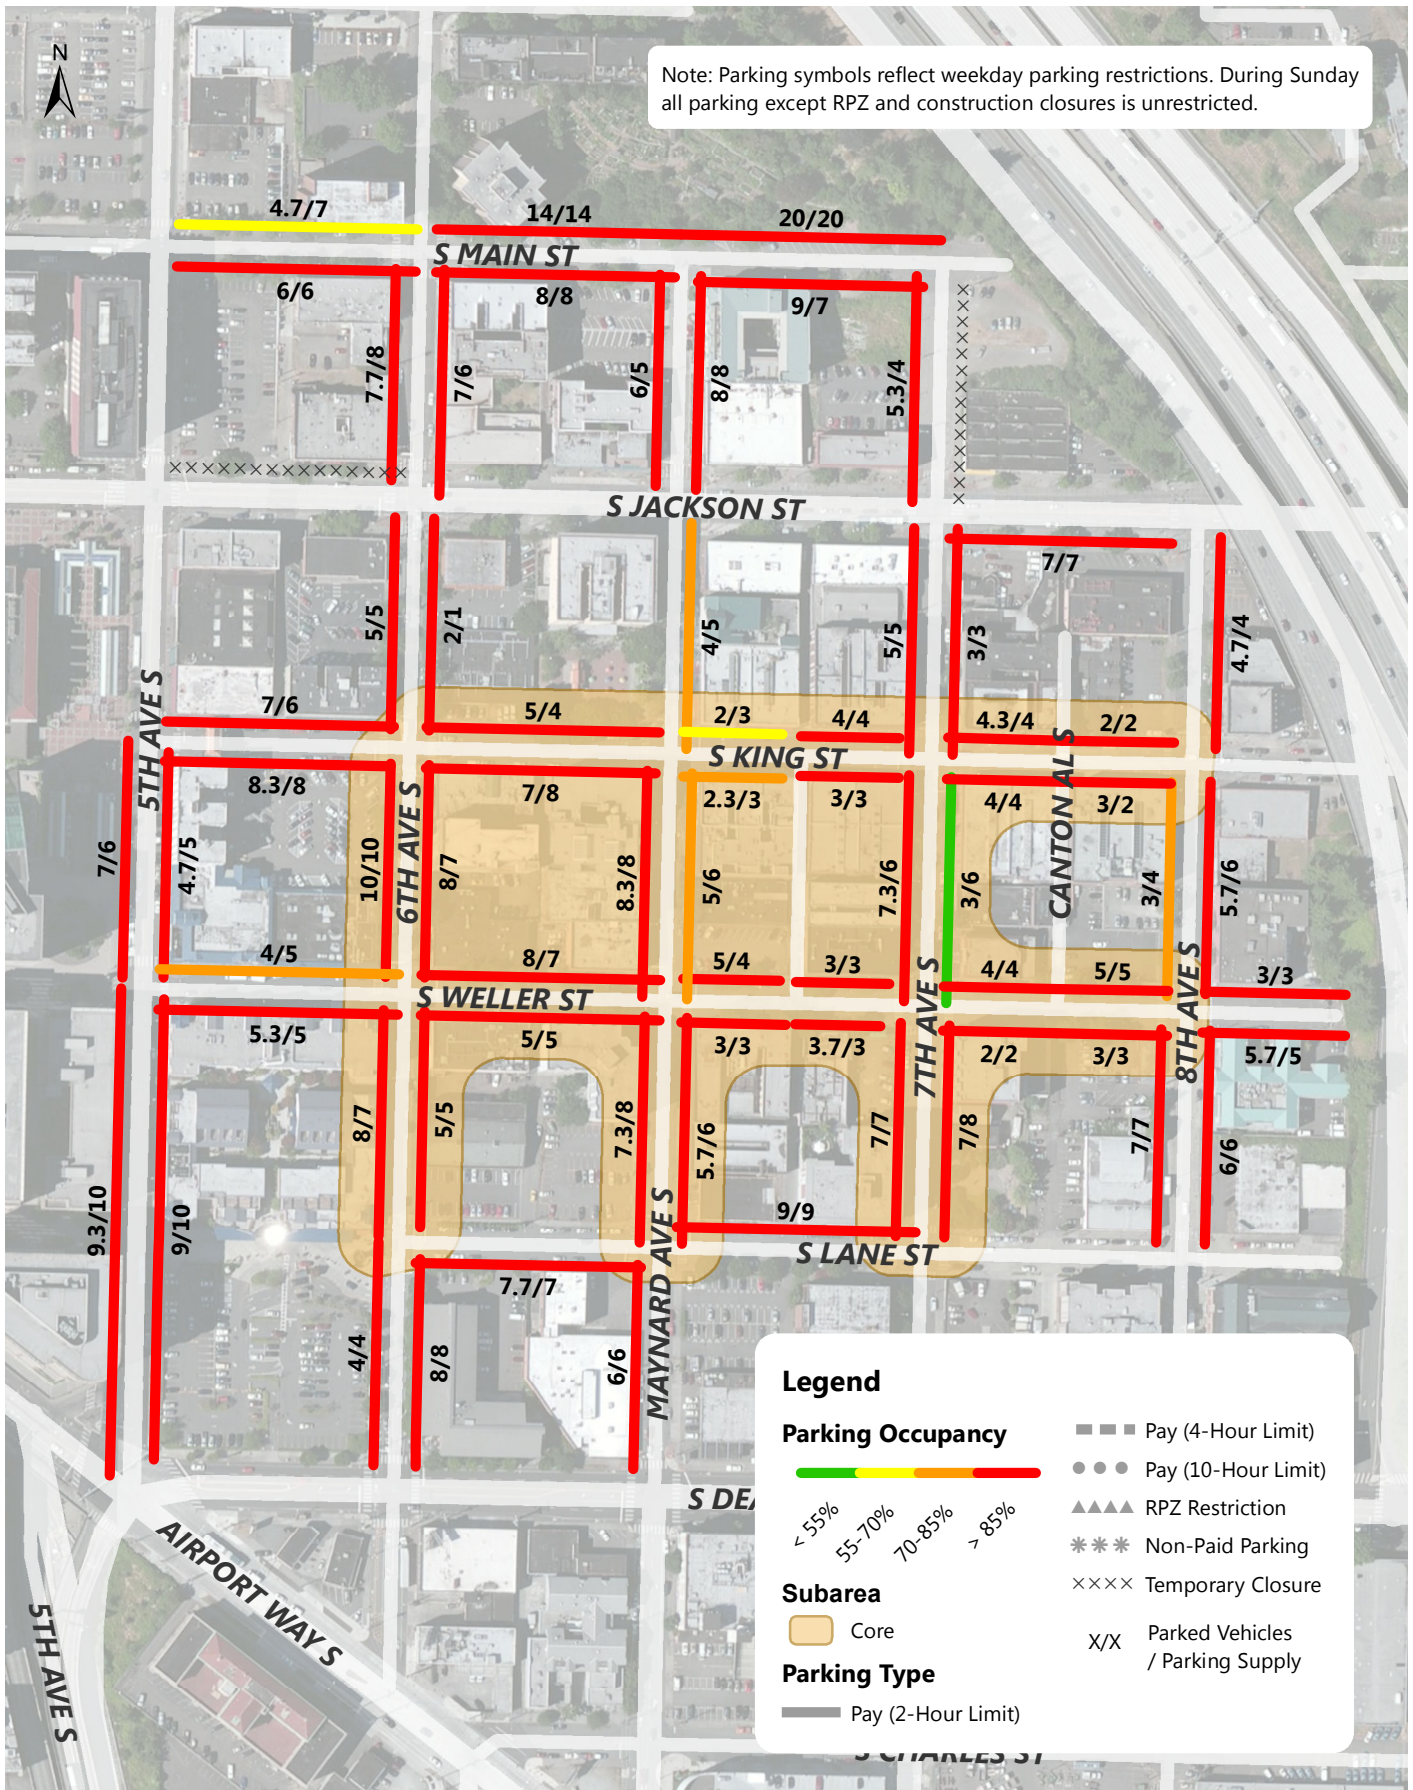 N
Note: Parking symbols reflect weekday parking restrictions. During Sunday
all parking except RPZ and construction closures is unrestricted.
4.7/7
14/14
20/20
S MAIN ST
6/6
8/8
9/7
7.7/8
7/6
6/5
8/8
5.3/4
S JACKSON ST
7/7
5/5
2/1
4/5
5/5
3/3
4.7/4
5TH AVE S
7/6
5/4
2/3
4/4
4.3/4
2/2
S KING ST
8.3/8
7/8
2.3/3
3/3
4/4
3/2
CANTON AL S
7/6
4.7/5
10/10
6TH AVE S
8/7
8.3/8
5/6
7.3/6
3/6
3/4
5.7/6
4/5
8/7
5/4
3/3
4/4
5/5
3/3
S WELLER ST
7TH AVE S
8TH AVE S
5.3/5
5/5
3/3
3.7/3
2/2
3/3
5.7/5
8/7
5/5
7.3/8
5.7/6
7/7
7/8
7/7
6/6
9.3/10
9/10
9/9
S LANE ST
MAYNARD AVE S
7.7/7
4/4
8/8
6/6
S DEA
AIRPORT WAY S
5TH AVE S
S CHARLES ST
Legend
Parking Occupancy
< 55%
55-70%
70-85%
> 85%
Subarea
Core
Parking Type
Pay (2-Hour Limit)
Pay (4-Hour Limit)
Pay (10-Hour Limit)
RPZ Restriction
Non-Paid Parking
Temporary Closure
X/X
Parked Vehicles
/ Parking Supply